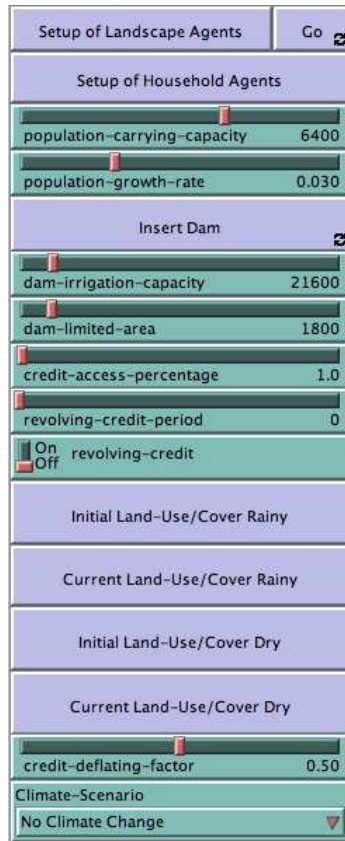 Setup of Landscape Agents
Go
Setup of Household Agents
population-carrying-capacity 6400
population-growth-rate 0.030
Insert Dam
dam-irrigation-capacity 21600
dam-limited-area 1800
credit-access-percentage 1.0
revolving-credit-period 0
On
Off revolving-credit
Initial Land-Use/Cover Rainy
Current Land-Use/Cover Rainy
Initial Land-Use/Cover Dry
Current Land-Use/Cover Dry
credit-deflating-factor 0.50
Climate-Scenario
No Climate Change